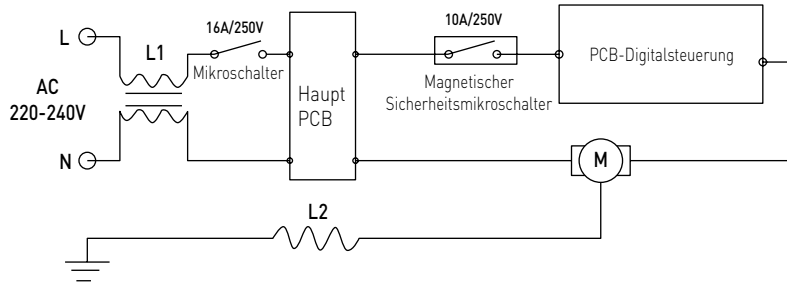 L
L1
16A/250V
Mikroschalter
AC
220-240V
N
Haupt
PCB
10A/250V
Magnetischer
Sicherheitsmikroschalter
PCB-Digitalsteuerung
M
L2